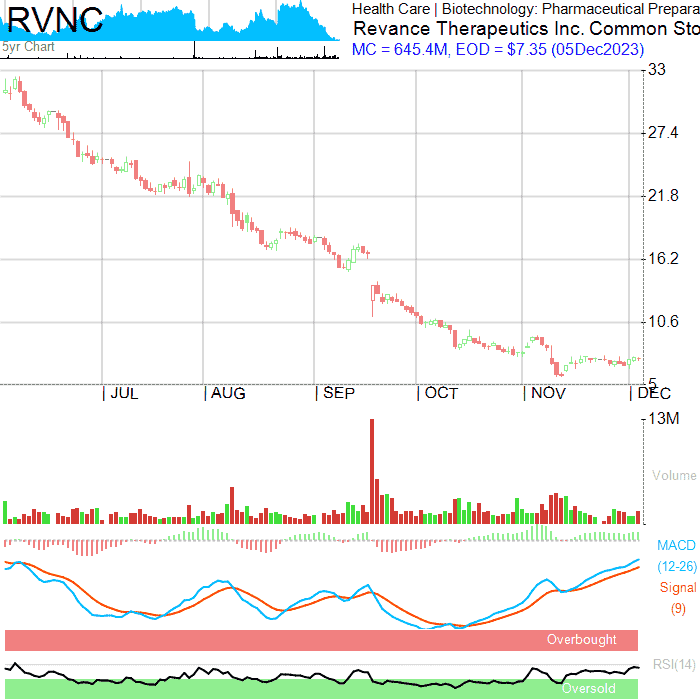 RVNC
5yr Chart
Health Care | Biotechnology: Pharmaceutical Prepara
Revance Therapeutics Inc. Common Sto
MC = 645.4M, EOD = $7.35 (05Dec2023)
33
27.4
21.8
16.2
10.6
5
| JUL | AUG | SEP | OCT | NOV | DEC
13M
Volume
MACD
(12-26)
Signal
(9)
Overbought
RSI(14)
Oversold